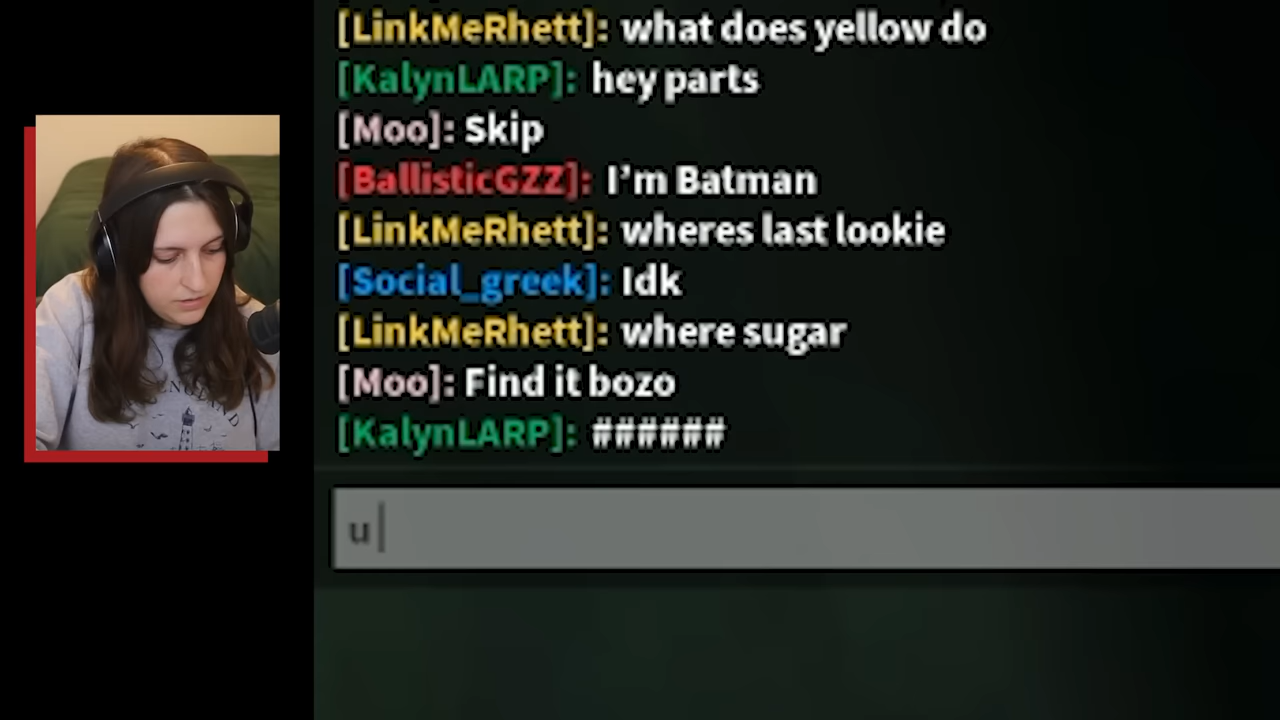 [LinkMeRhett]: what does yellow do
[KalynLARP]: hey parts
[Moo]: Skip
[BallisticGZZ]: I’m Batman
[LinkMeRhett]: wheres last lookie
[Social_greek]: Idk
[LinkMeRhett]: where sugar
[Moo]: Find it bozo
[KalynLARP]: ######
u
ENGLAND